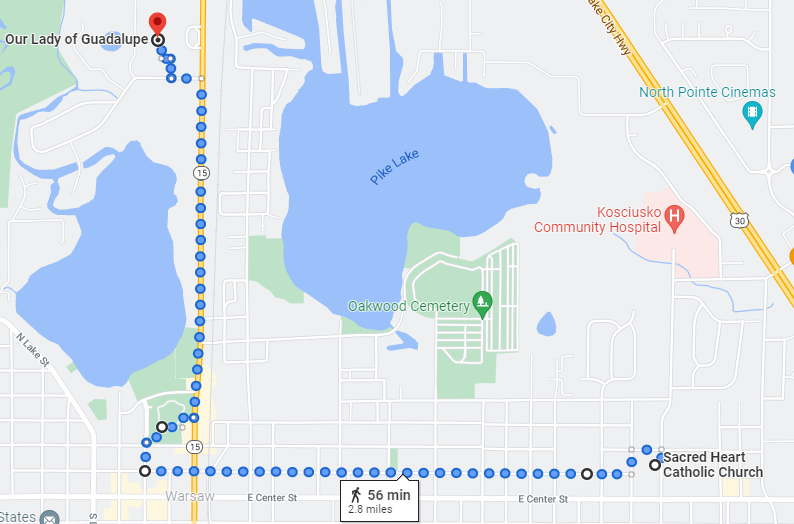 Lake City Hwy
Our Lady of Guadalupe
North Pointe Cinemas
Pike Lake
15
30
Kosciusko
Community Hospital
Oakwood Cemetery
N Lake St
15
Sacred Heart
Catholic Church
Warsaw
E Center St
E Center St
56 min
2.8 miles
States